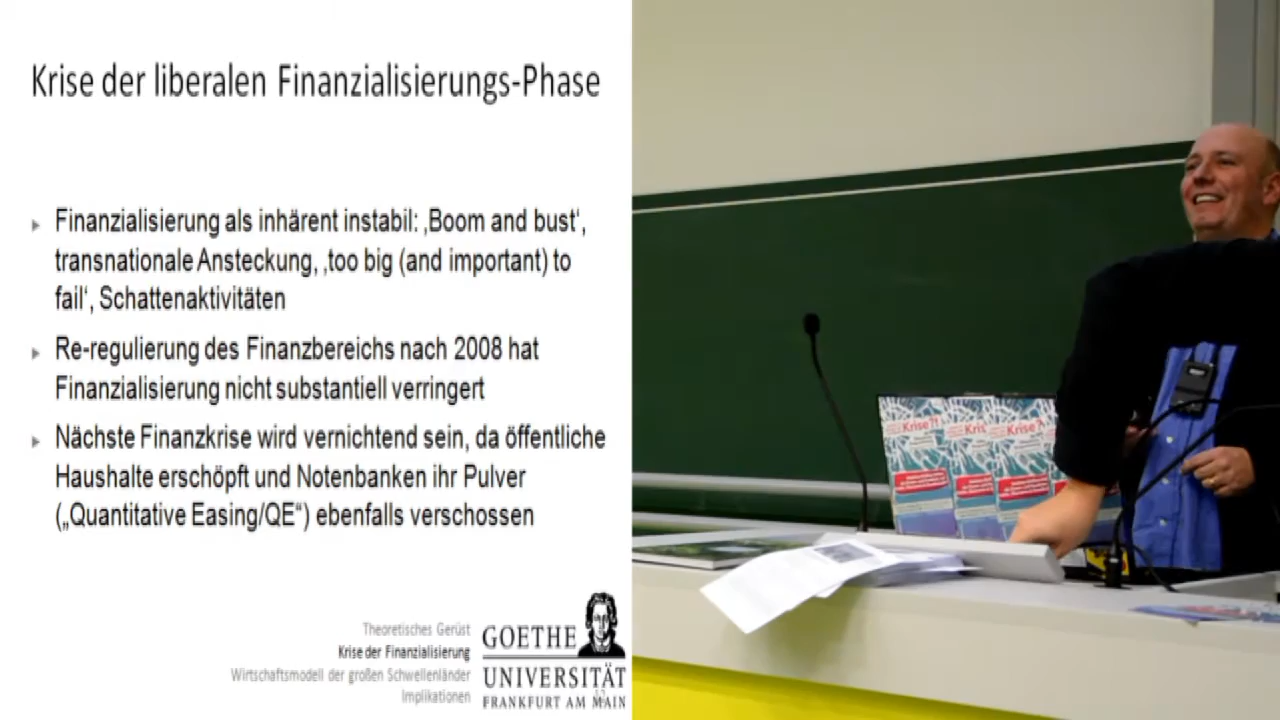 Krise der liberalen Finanzialisierungs-Phase
Finanzialisierung als inhärent instabil: ‚Boom and bust‘,
transnationale Ansteckung, ‚too big (and important) to
fail‘, Schattenaktivitäten
Re-regulierung des Finanzbereichs nach 2008 hat
Finanzialisierung nicht substantiell verringert
Nächste Finanzkrise wird vernichtend sein, da öffentliche
Haushalte erschöpft und Notenbanken ihr Pulver
(„Quantitative Easing/QE“) ebenfalls verschossen
Theoretisches Gerüst
Krise der Finanzialisierung
Wirtschaftsmodell der großen Schwellenländer
Implikationen
GOETHE
UNIVERSITÄT
FRANKFURT AM MAIN
Krise?!
Kris
Krise?